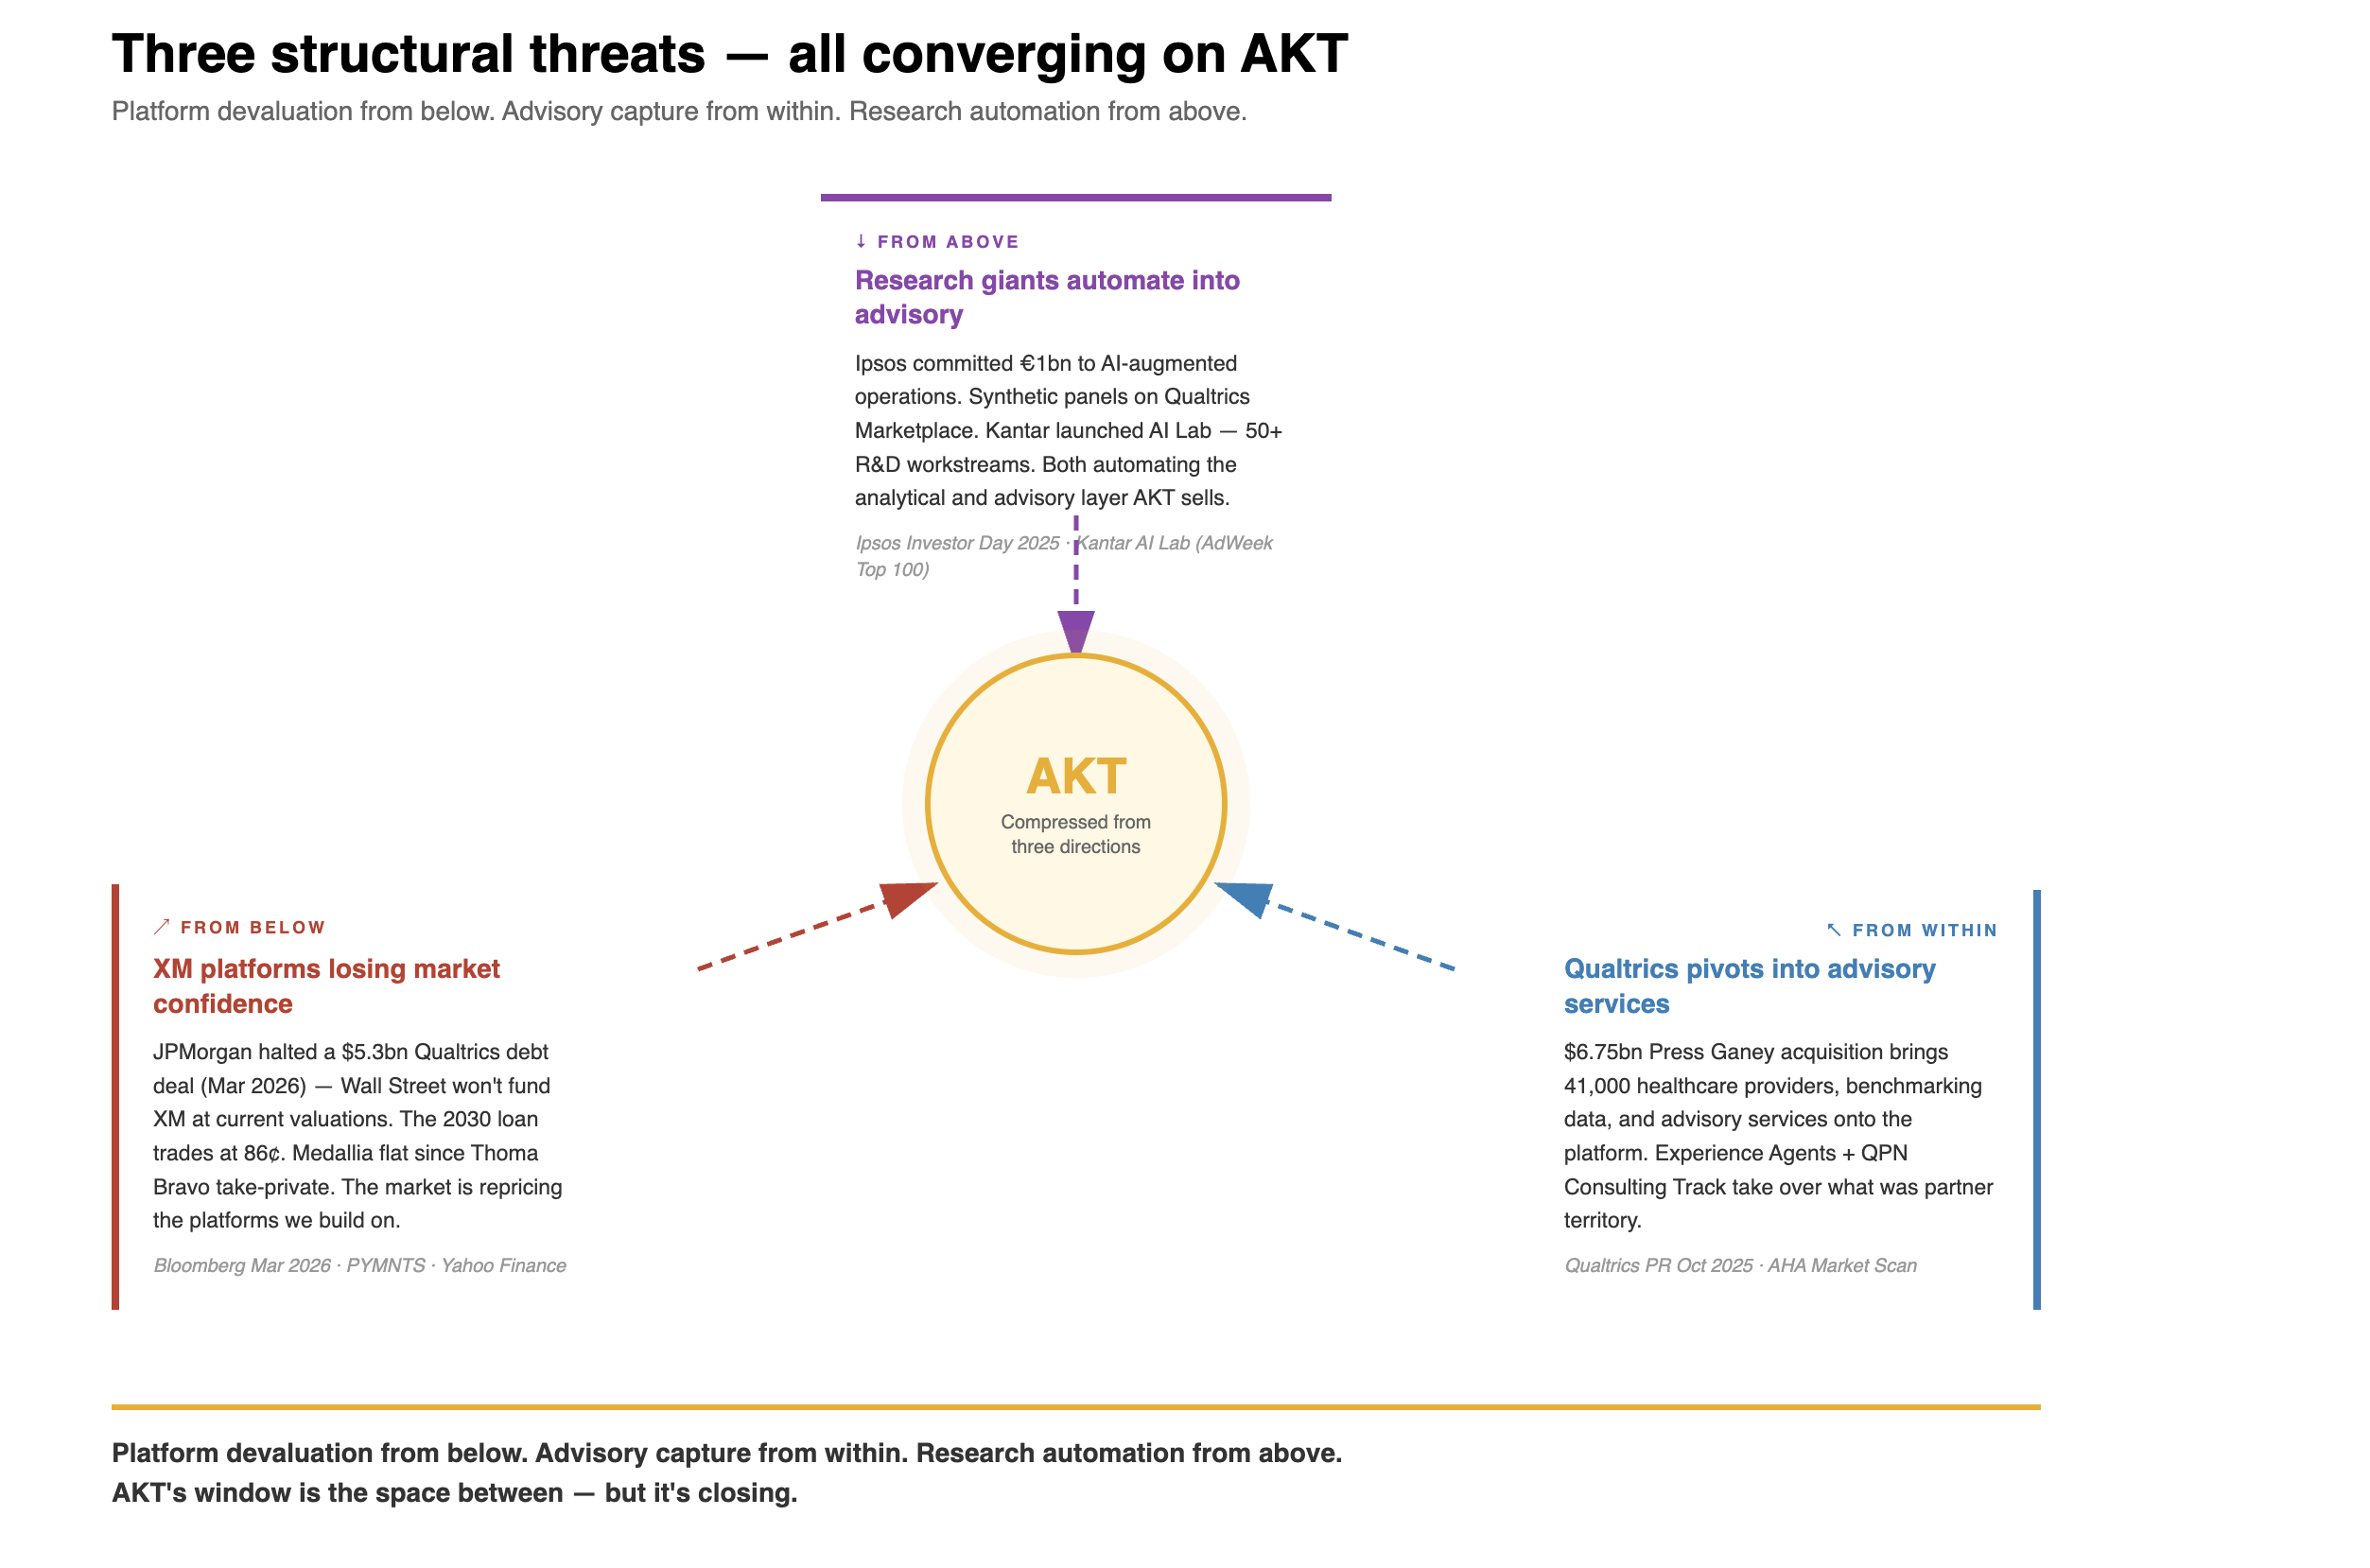 Three structural threats — all converging on AKT
Platform devaluation from below. Advisory capture from within. Research automation from above.
↓ FROM ABOVE
Research giants automate into
advisory
Ipsos committed €1bn to AI-augmented
operations. Synthetic panels on Qualtrics
Marketplace. Kantar launched AI Lab — 50+
R&D workstreams. Both automating the
analytical and advisory layer AKT sells.
Ipsos Investor Day 2025 · Kantar AI Lab (AdWeek
Top 100)
AKT
Compressed from
three directions
↗ FROM BELOW
XM platforms losing market
confidence
JPMorgan halted a $5.3bn Qualtrics debt
deal (Mar 2026) — Wall Street won't fund
XM at current valuations. The 2030 loan
trades at 86¢. Medallia flat since Thoma
Bravo take-private. The market is repricing
the platforms we build on.
Bloomberg Mar 2026 · PYMNTS · Yahoo Finance
↖ FROM WITHIN
Qualtrics pivots into advisory
services
$6.75bn Press Ganey acquisition brings
41,000 healthcare providers, benchmarking
data, and advisory services onto the
platform. Experience Agents + QPN
Consulting Track take over what was partner
territory.
Qualtrics PR Oct 2025 · AHA Market Scan
Platform devaluation from below. Advisory capture from within. Research automation from above.
AKT's window is the space between — but it's closing.